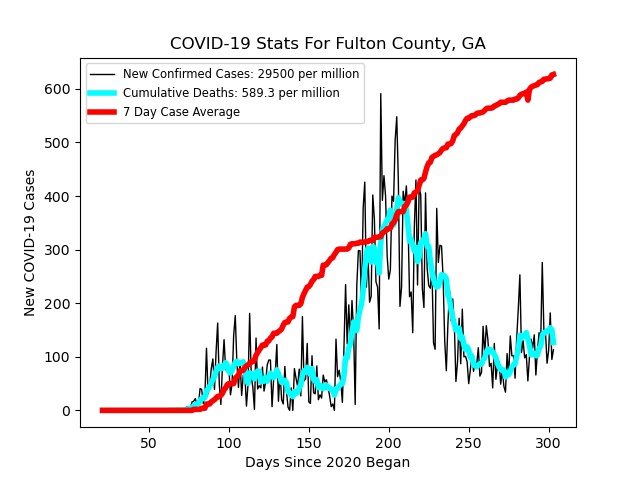 COVID-19 Stats For Fulton County, GA
New Confirmed Cases: 29500 per million
Cumulative Deaths: 589.3 per million
7 Day Case Average
New COVID-19 Cases
600
500
400
300
200
100
0
50 100 150 200 250 300
Days Since 2020 Began